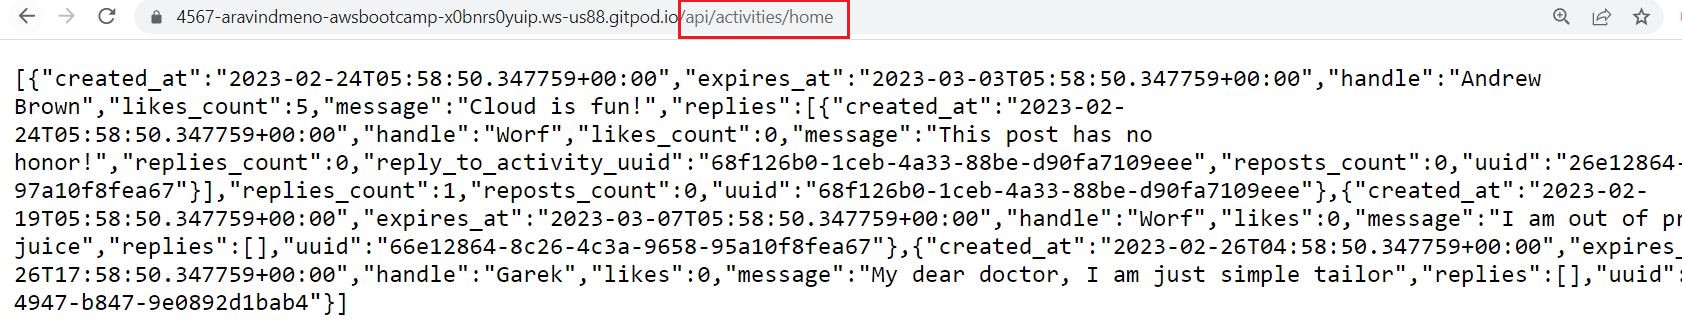 4567-aravindmeno-awsbootcamp-x0bnrs0yuip.ws-us88.gitpod.io/api/activities/home
[{"created_at":"2023-02-24T05:58:50.347759+00:00","expires_at":"2023-03-03T05:58:50.347759+00:00","handle":"Andrew
Brown","likes_count":5,"message":"Cloud is fun!","replies":[{"created_at":"2023-02-
24T05:58:50.347759+00:00","handle":"Worf","likes_count":0,"message":"This post has no
honor!","replies_count":0,"reply_to_activity_uuid":"68f126b0-1ceb-4a33-88be-d90fa7109eee","reposts_count":0,"uuid":"26e12864-
97a10f8fea67"}],"replies_count":1,"reposts_count":0,"uuid":"68f126b0-1ceb-4a33-88be-d90fa7109eee"},{"created_at":"2023-02-
19T05:58:50.347759+00:00","expires_at":"2023-03-07T05:58:50.347759+00:00","handle":"Worf","likes":0,"message":"I am out of pr
juice","replies":[],"uuid":"66e12864-8c26-4c3a-9658-95a10f8fea67"},{"created_at":"2023-02-26T04:58:50.347759+00:00","expires_
26T17:58:50.347759+00:00","handle":"Garek","likes":0,"message":"My dear doctor, I am just simple tailor","replies":[],"uuid":
4947-b847-9e0892d1bab4"}]